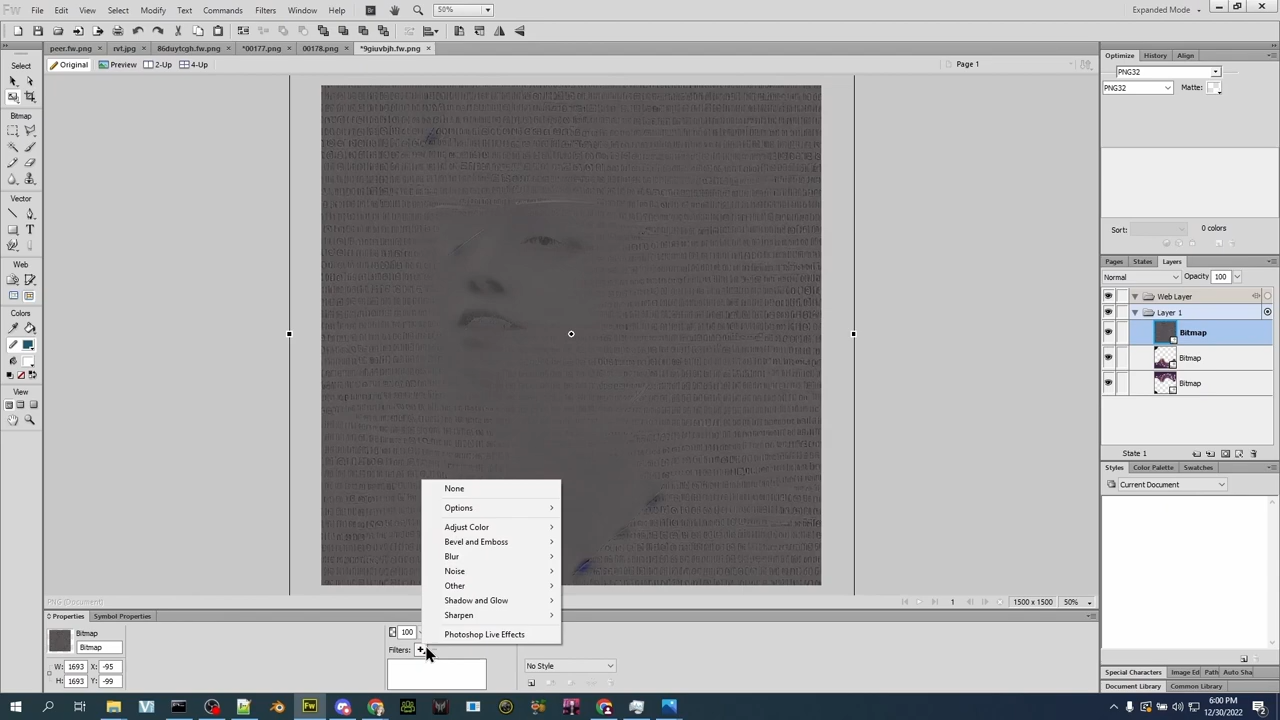 Fw File Edit View Select Modify Text Commands Filters Window Help Br 50% Expanded Mode
peer.fw.png rvt.jpg 86duytcgh.fw.png *00177.png 00178.png *9giuvbjh.fw.png
Original Preview 2-Up 4-Up Page 1
Select
Bitmap
Vector
Web
Colors
View
None
Options
Adjust Color
Bevel and Emboss
Blur
Noise
Other
Shadow and Glow
Sharpen
Photoshop Live Effects
PNG (Document)
1 1500 x 1500 50%
Properties Symbol Properties
Bitmap
Bitmap
W: 1693 X: -95
H: 1693 Y: -99
100
Filters:
No Style
Optimize History Align
PNG32
PNG32 Matte:
Sort: 0 colors
Pages States Layers
Normal Opacity 100
Web Layer
Layer 1
Bitmap
Bitmap
Bitmap
State 1
Styles Color Palette Swatches
Current Document
Special Characters Image Ed Path Auto Sha
Document Library Common Library
Fw
6:00 PM
12/30/2022
2